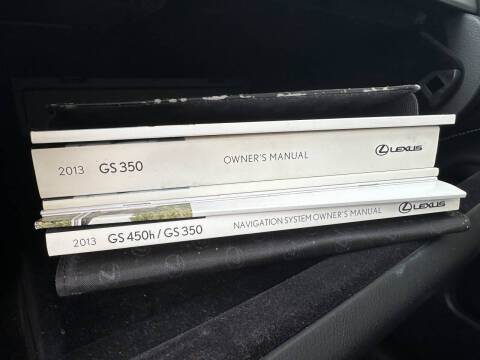 2013 GS 350 OWNER'S MANUAL LEXUS
2013 GS 450h / GS 350 NAVIGATION SYSTEM OWNER'S MANUAL LEXUS